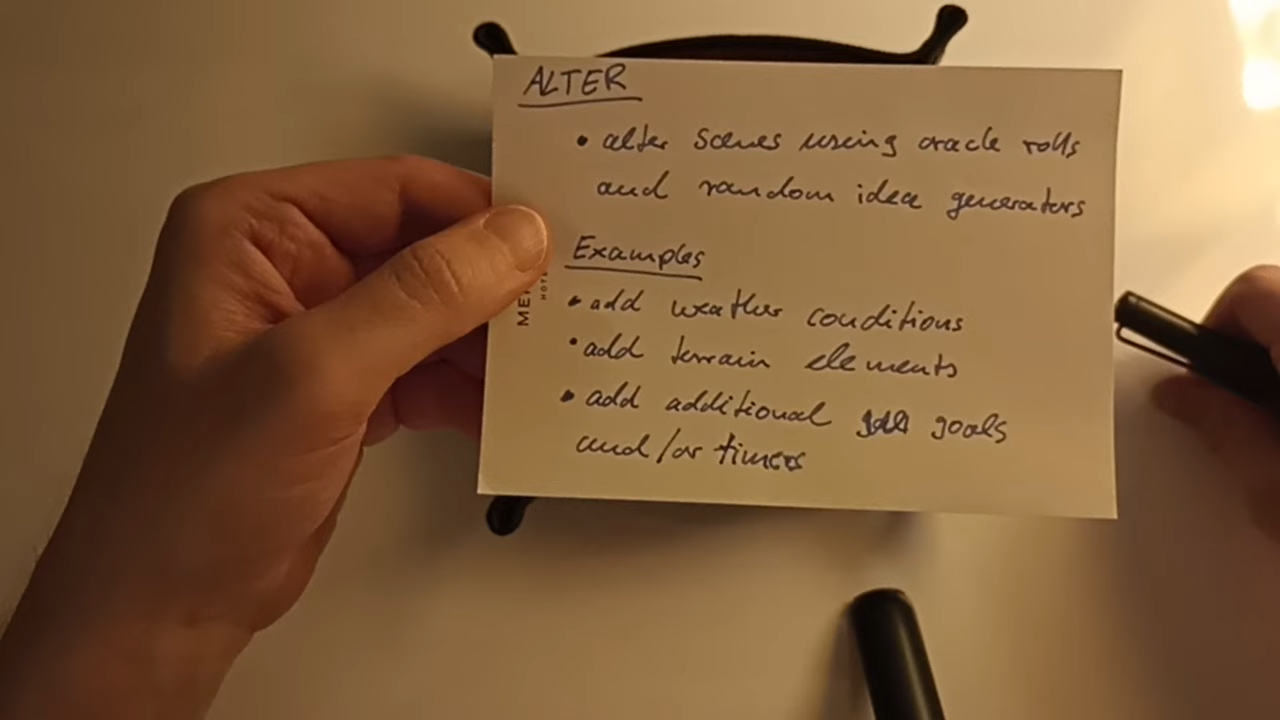 ALTER
• alter scenes using oracle rolls
and random idea generators
Examples
• add weather conditions
• add terrain elements
• add additional goals
and/or timers